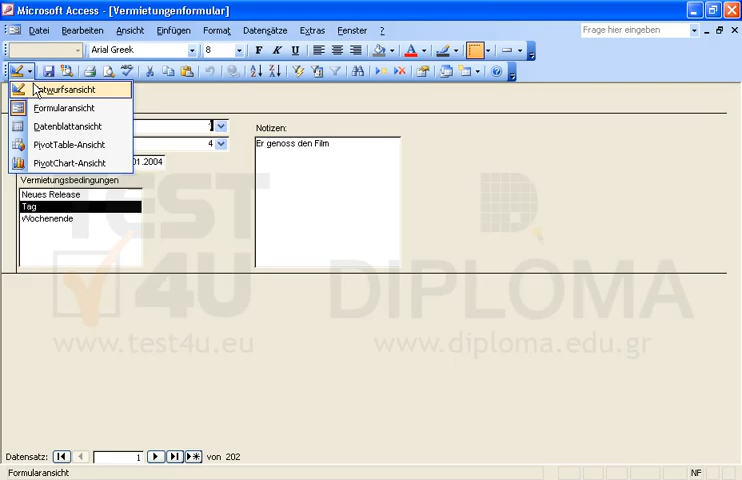 Microsoft Access - [Vermietungenformular]
Datei Bearbeiten Ansicht Einfügen Format Datensätze Extras Fenster ? Frage hier eingeben
Arial Greek 8 F K U
Entwurfsansicht
Formularansicht
Datenblattansicht
PivotTable-Ansicht
PivotChart-Ansicht
1
4
01.2004
Notizen:
Er genoss den Film
Vermietungsbedingungen
Neues Release
Tag
Wochenende
TEST
4U
DIPLOMA
www.test4u.eu
www.diploma.edu.gr
Datensatz: 1 von 202
Formularansicht NF